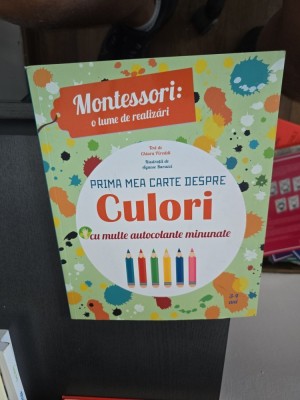 Montessori:
o lume de realizări
Text de
Chiara Piroddi
Ilustrații de
Agnese Baruzzi
PRIMA MEA CARTE DESPRE
Culori
cu multe autocolante minunate